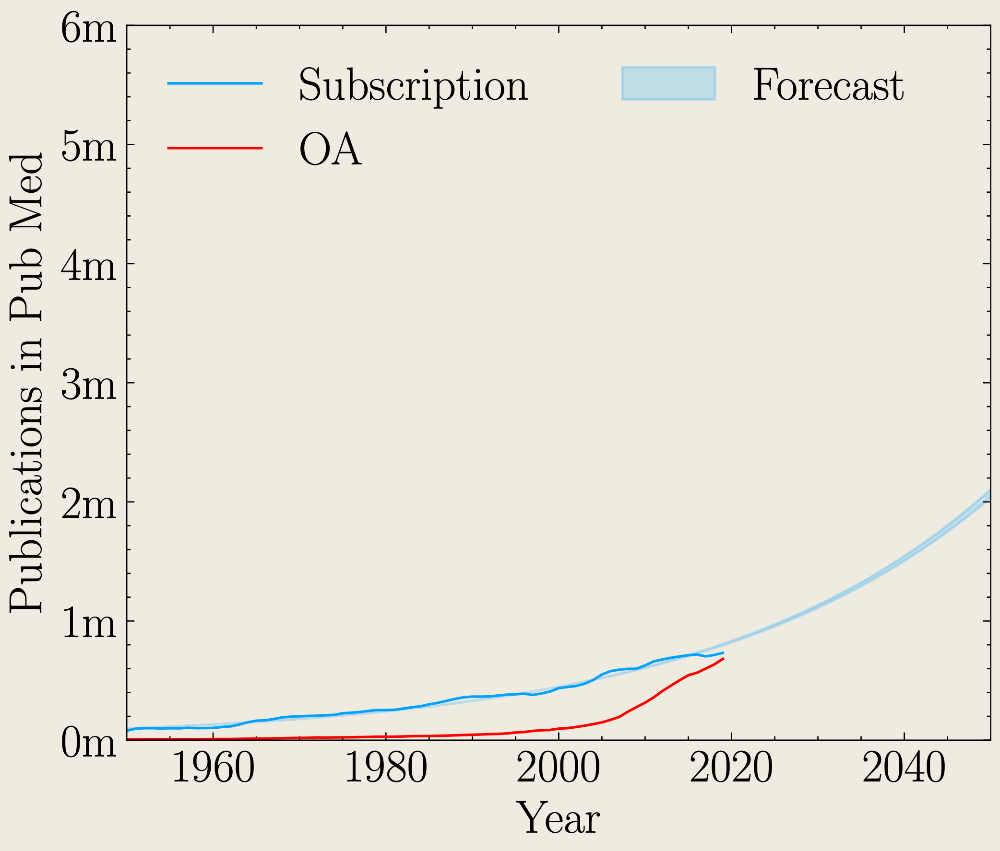 6m
5m
4m
3m
2m
1m
0m
Publications in Pub Med
Subscription
OA
Forecast
1960
1980
2000
2020
2040
Year